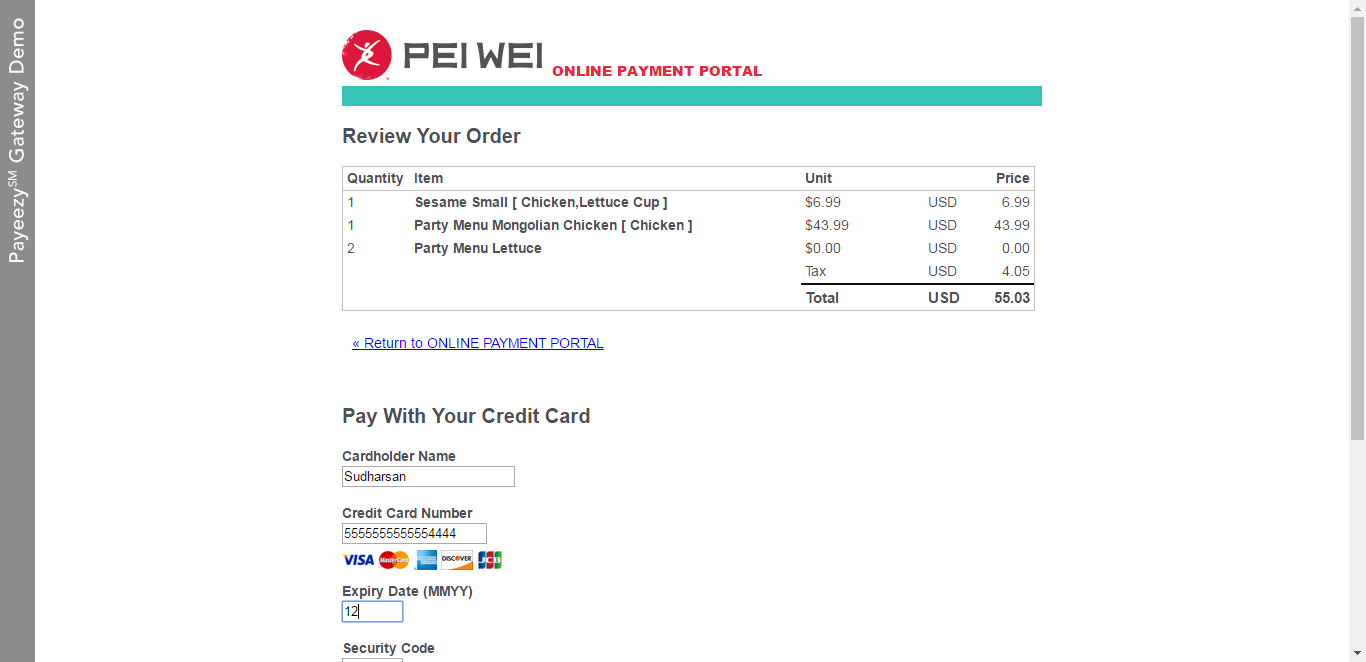 Payeezy℠ Gateway Demo
PEI WEI ONLINE PAYMENT PORTAL
Review Your Order
Quantity Item Unit Price
1 Sesame Small [ Chicken,Lettuce Cup ] $6.99 USD 6.99
1 Party Menu Mongolian Chicken [ Chicken ] $43.99 USD 43.99
2 Party Menu Lettuce $0.00 USD 0.00
Tax USD 4.05
Total USD 55.03
« Return to ONLINE PAYMENT PORTAL
Pay With Your Credit Card
Cardholder Name
Sudharsan
Credit Card Number
5555555555554444
VISA MasterCard DISCOVER JCB
Expiry Date (MMYY)
12
Security Code